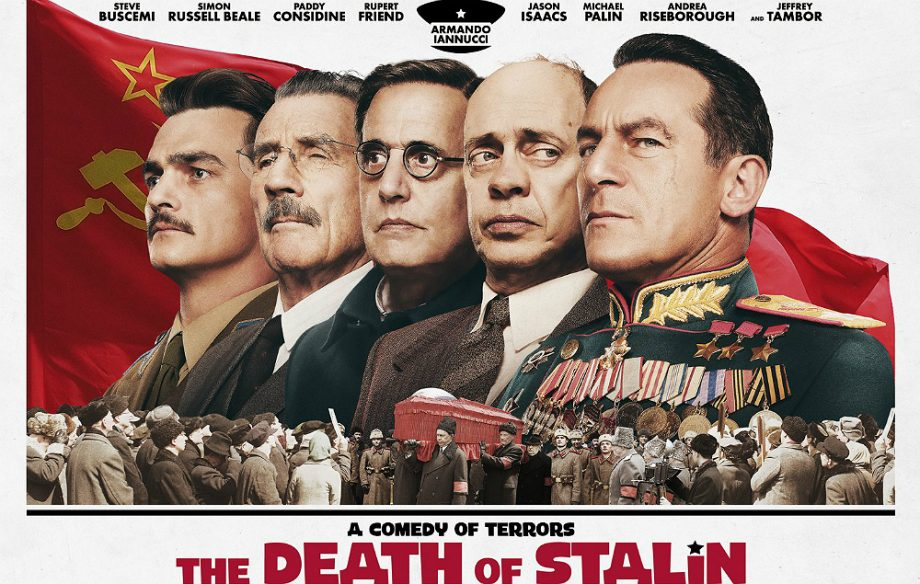 STEVE BUSCEMI
SIMON RUSSELL BEALE
PADDY CONSIDINE
RUPERT FRIEND
ARMANDO IANNUCCI
JASON ISAACS
MICHAEL PALIN
ANDREA RISEBOROUGH
AND JEFFREY TAMBOR
A COMEDY OF TERRORS
THE DEATH OF STALIN